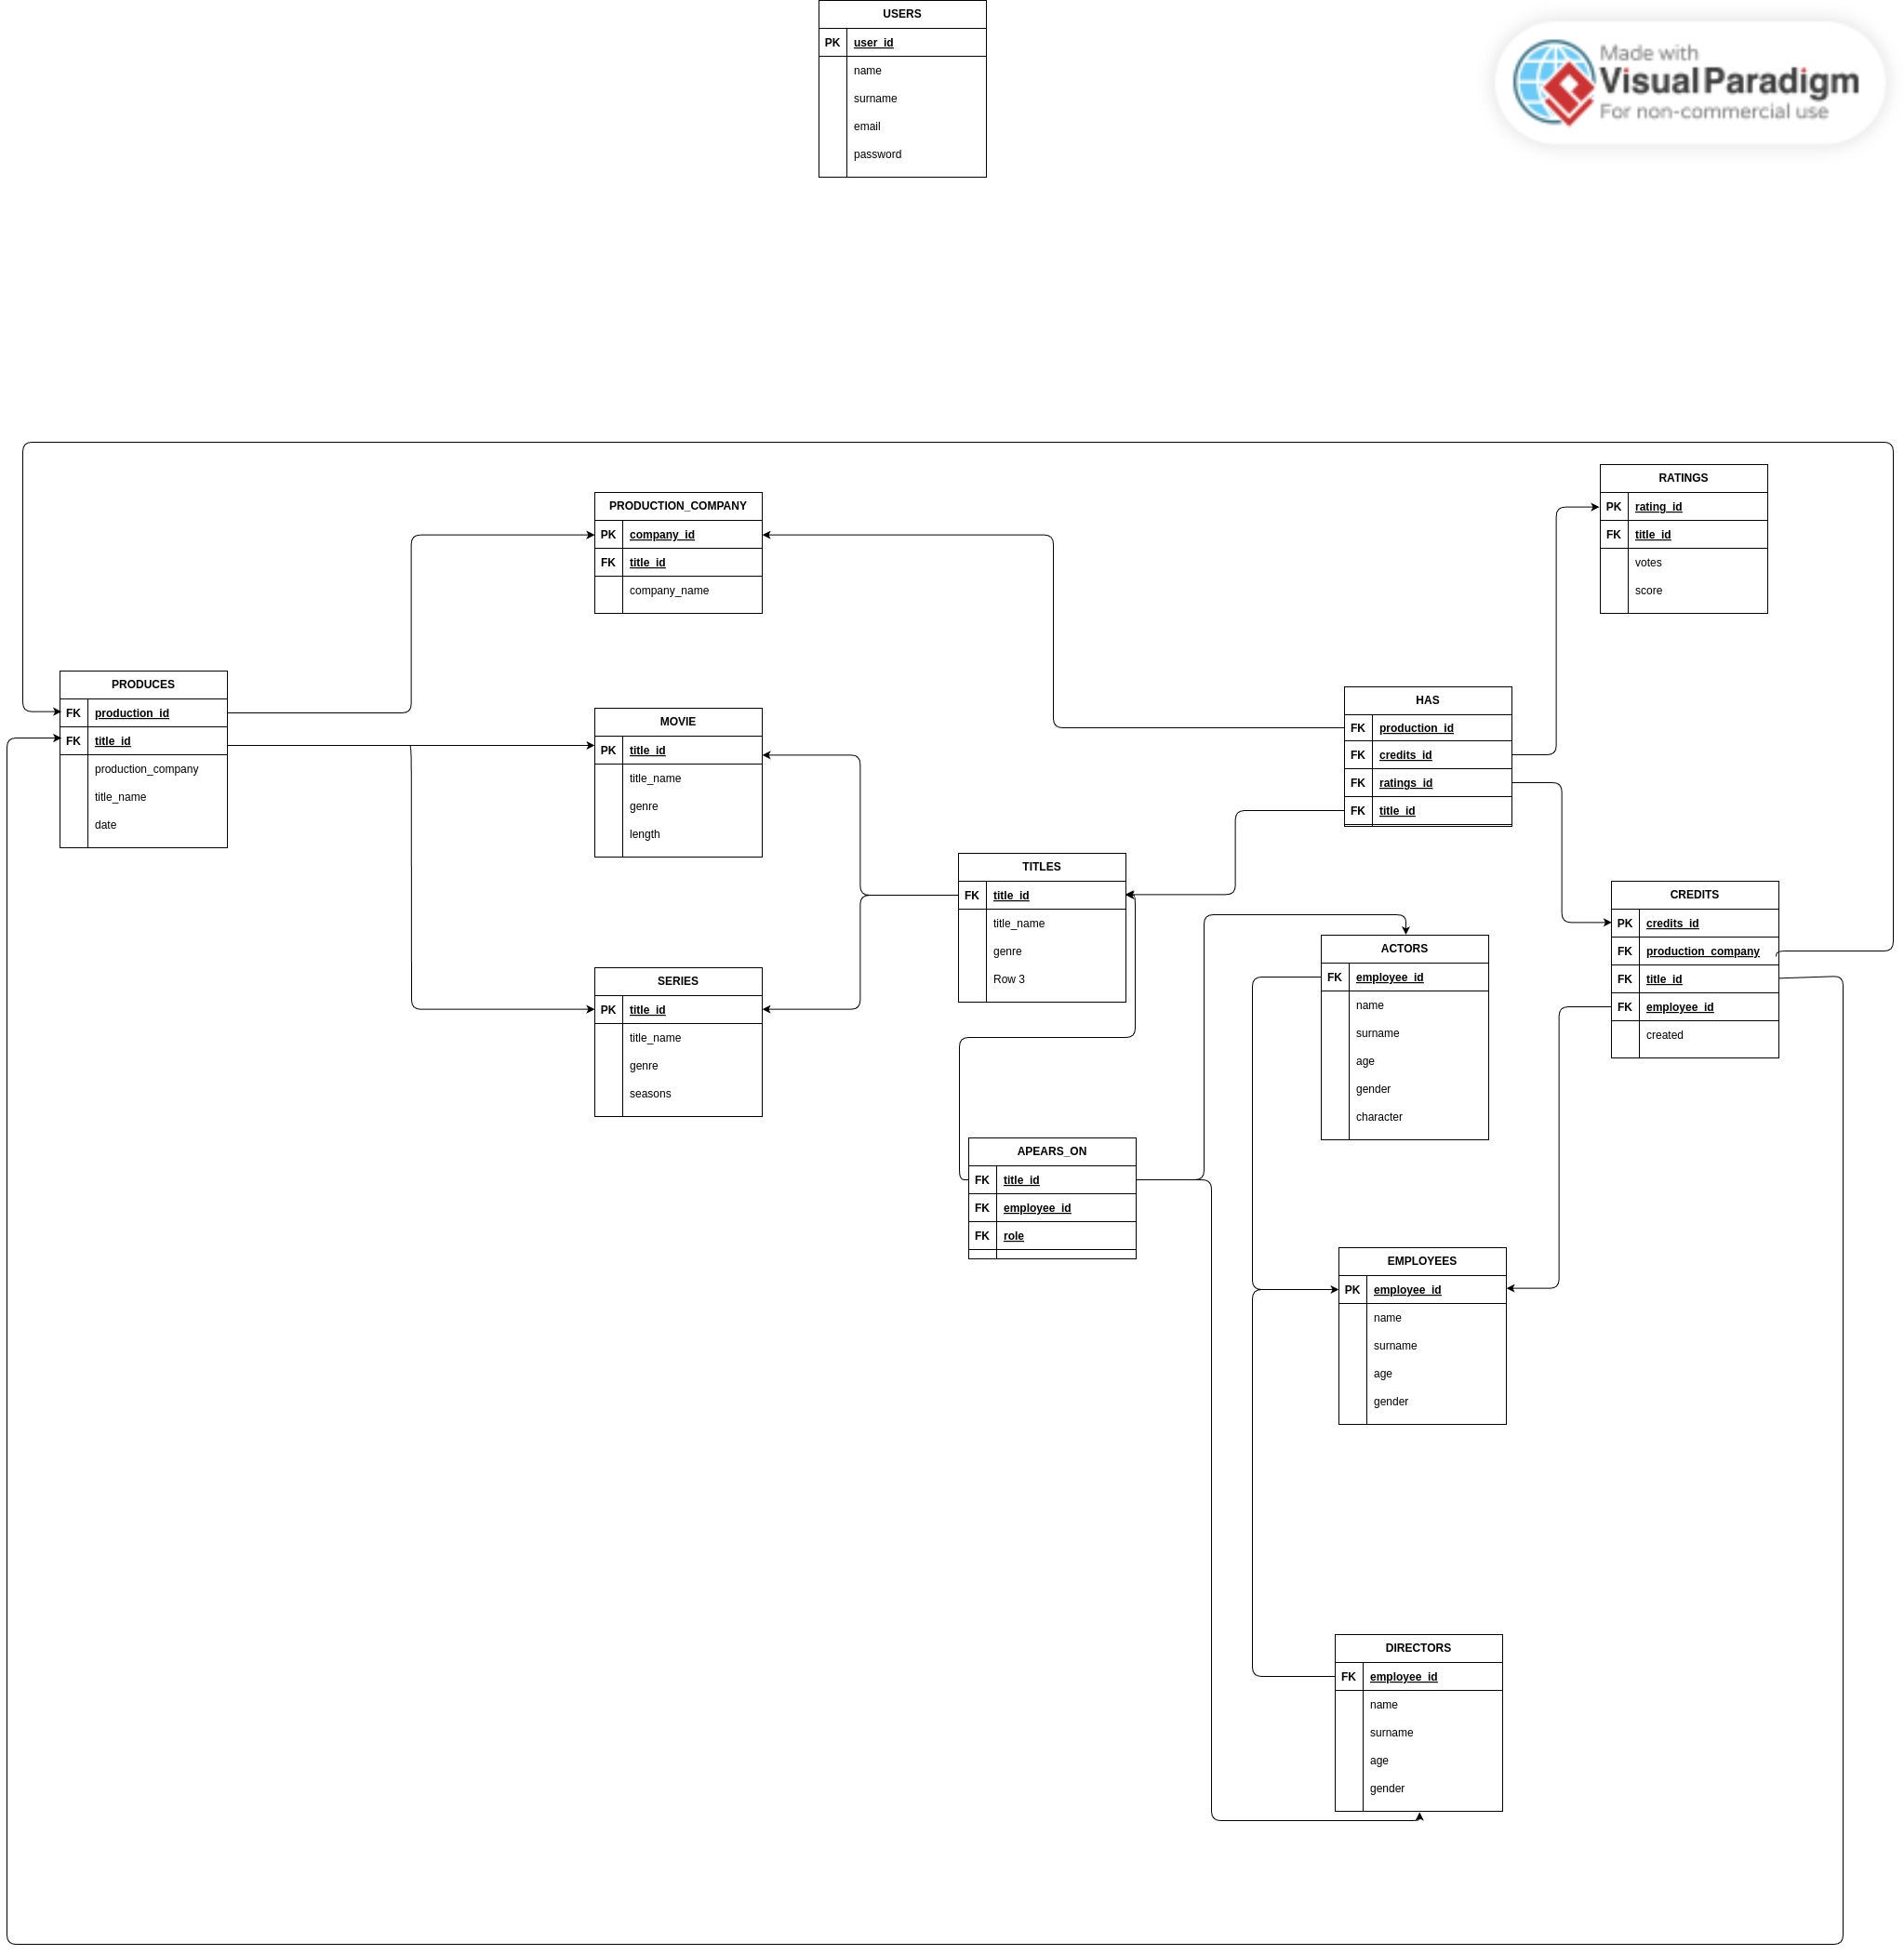 USERS
PK user_id
name
surname
email
password
Made with
Visual Paradigm
For non-commercial use
PRODUCTION_COMPANY
PK company_id
FK title_id
company_name
RATINGS
PK rating_id
FK title_id
votes
score
PRODUCES
FK production_id
FK title_id
production_company
title_name
date
MOVIE
PK title_id
title_name
genre
length
HAS
FK production_id
FK credits_id
FK ratings_id
FK title_id
TITLES
FK title_id
title_name
genre
Row 3
CREDITS
PK credits_id
FK production_company
FK title_id
FK employee_id
created
ACTORS
FK employee_id
name
surname
age
gender
character
SERIES
PK title_id
title_name
genre
seasons
APEARS_ON
FK title_id
FK employee_id
FK role
EMPLOYEES
PK employee_id
name
surname
age
gender
DIRECTORS
FK employee_id
name
surname
age
gender